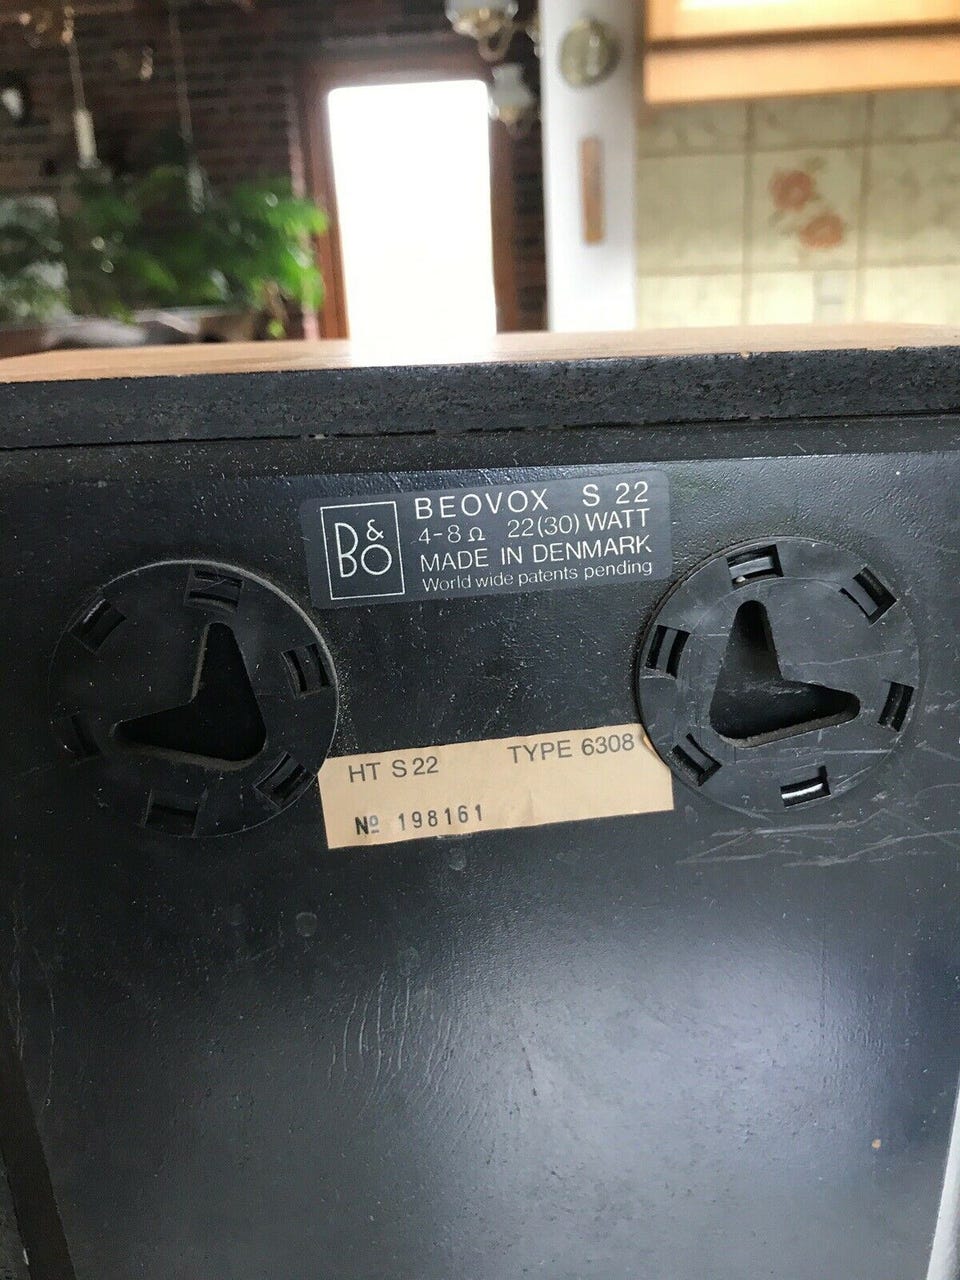 B&O
BEOVOX S 22
4-8 Ω 22(30) WATT
MADE IN DENMARK
World wide patents pending
HT S 22 TYPE 6308
Nº 198161